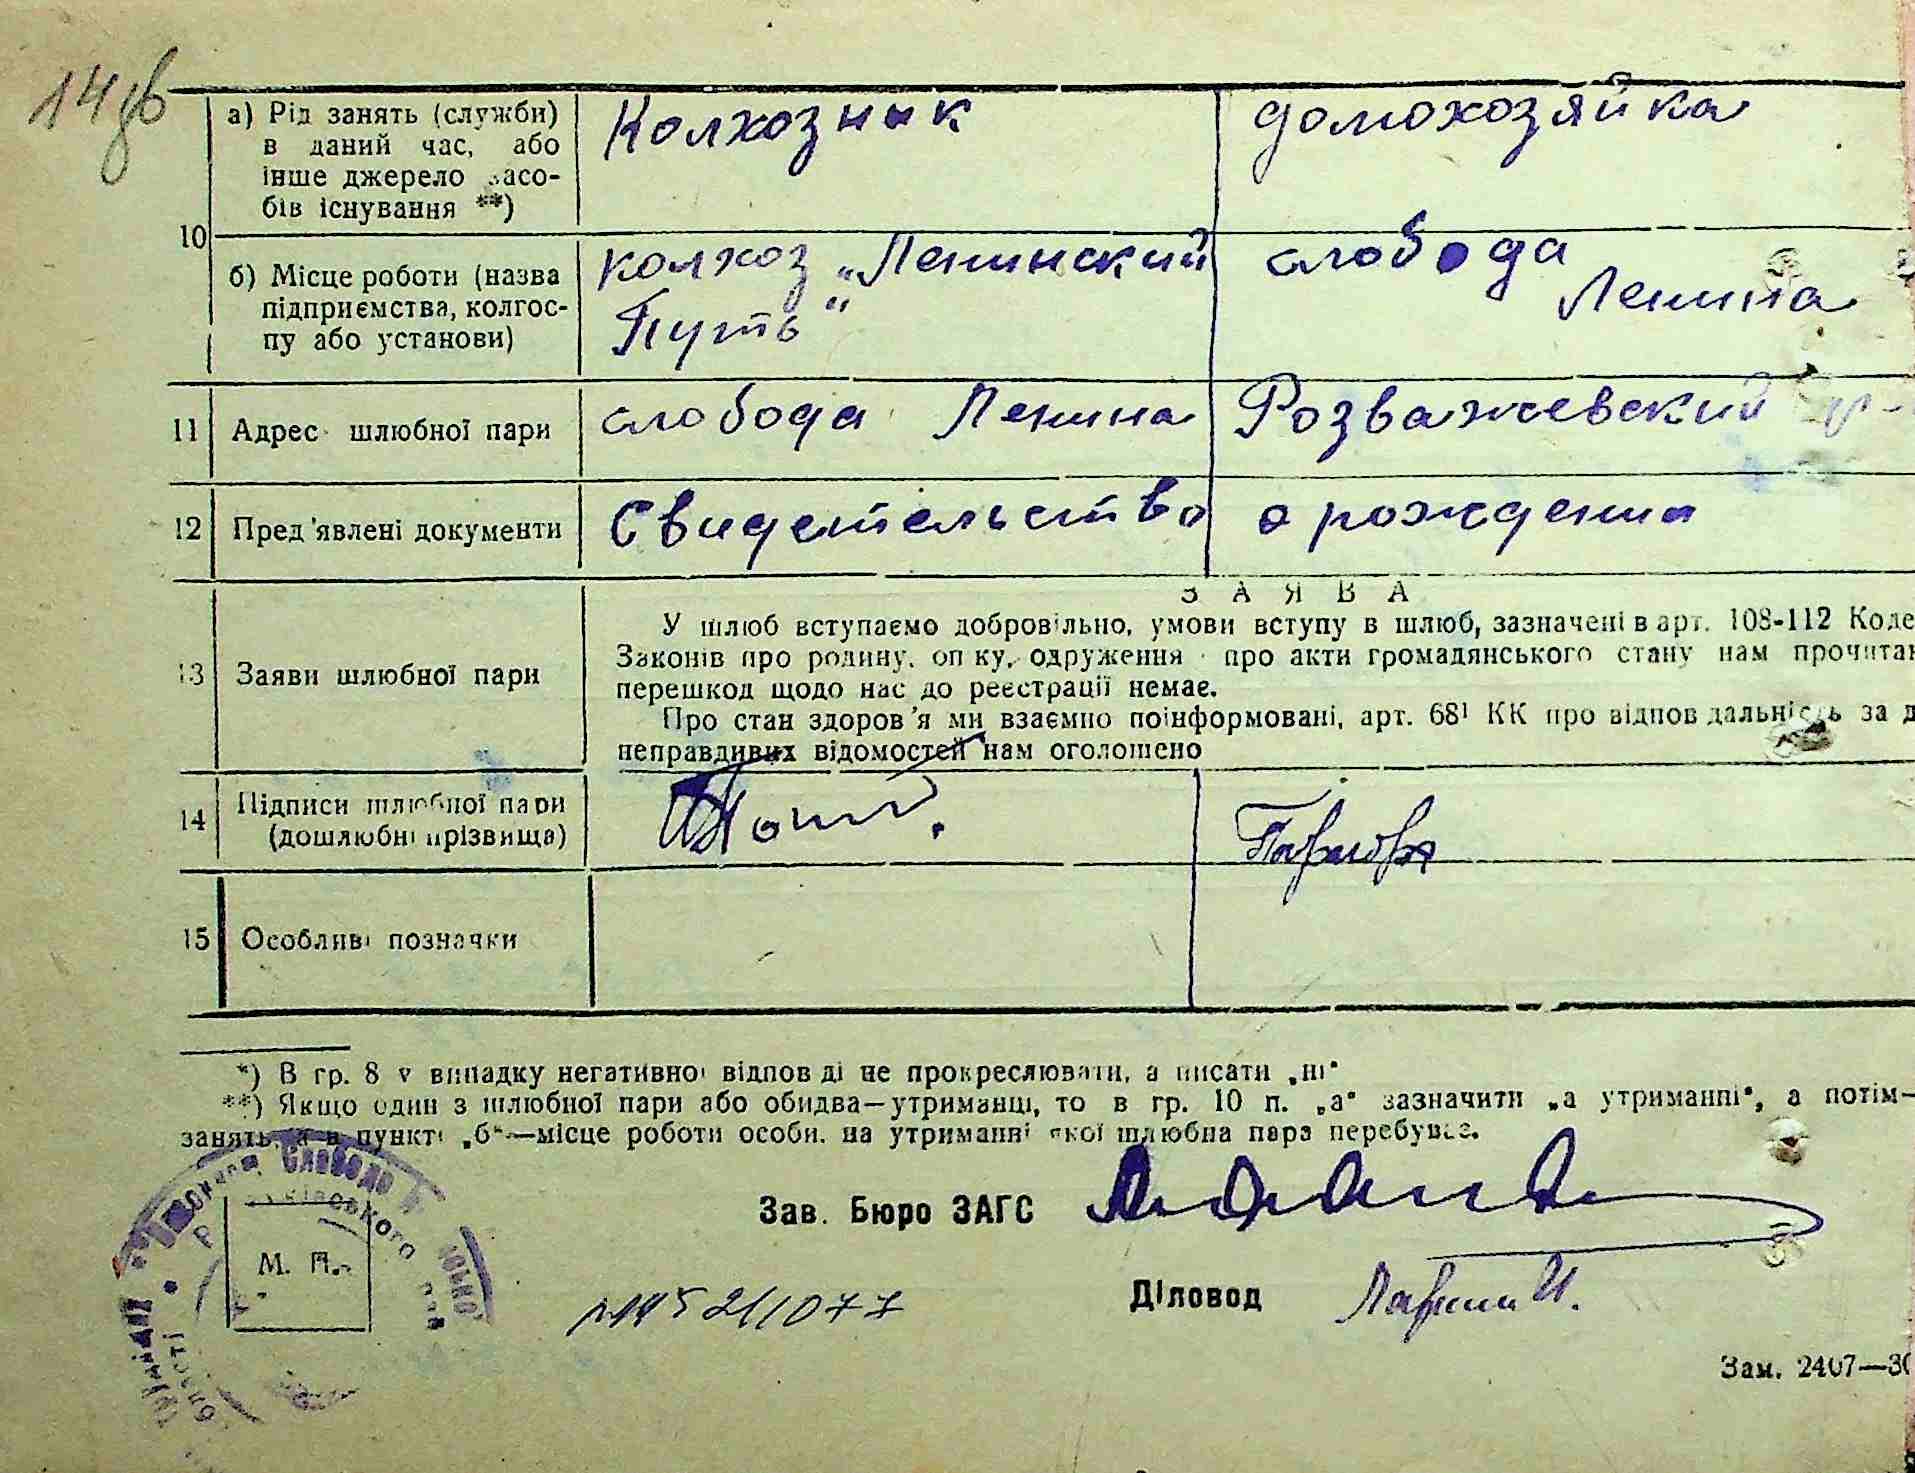 14зв
а) Рід занять (служби) в даний час, або інше джерело засобів існування **)
Колхозник
домохозяйка
10
б) Місце роботи (назва підприємства, колгоспу або установи)
колхоз „Ленинский Путь"
слобода Ленина
11 Адрес шлюбної пари
слобода Ленина Розважевский р-
12 Пред'явлені документи
Свидетельство о рождении
ЗАЯВА
13 Заяви шлюбної пари
У шлюб вступаємо добровільно, умови вступу в шлюб, зазначені в арт. 108-112 Коде
Законів про родину, опіку, одруження і про акти громадянського стану нам прочитан
перешкод щодо нас до реєстрації немає.
Про стан здоров'я ми взаємно поінформовані, арт. 68¹ КК про відповідальність за д
неправдивих відомостей нам оголошено
14 Підписи шлюбної пари (дошлюбні прізвища)
15 Особливі позначки
*) В гр. 8 у випадку негативної відповіді не прокреслювати, а писати „ні"
**) Якщо один з шлюбної пари або обидва—утриманці, то в гр. 10 п. „а" зазначити „а утриманні", а потім—
занять, а в пункті „б"—місце роботи особи, на утриманні якої шлюбна пара перебуває.
Зав. Бюро ЗАГС
М. П.
Діловод
Зам. 2407—30